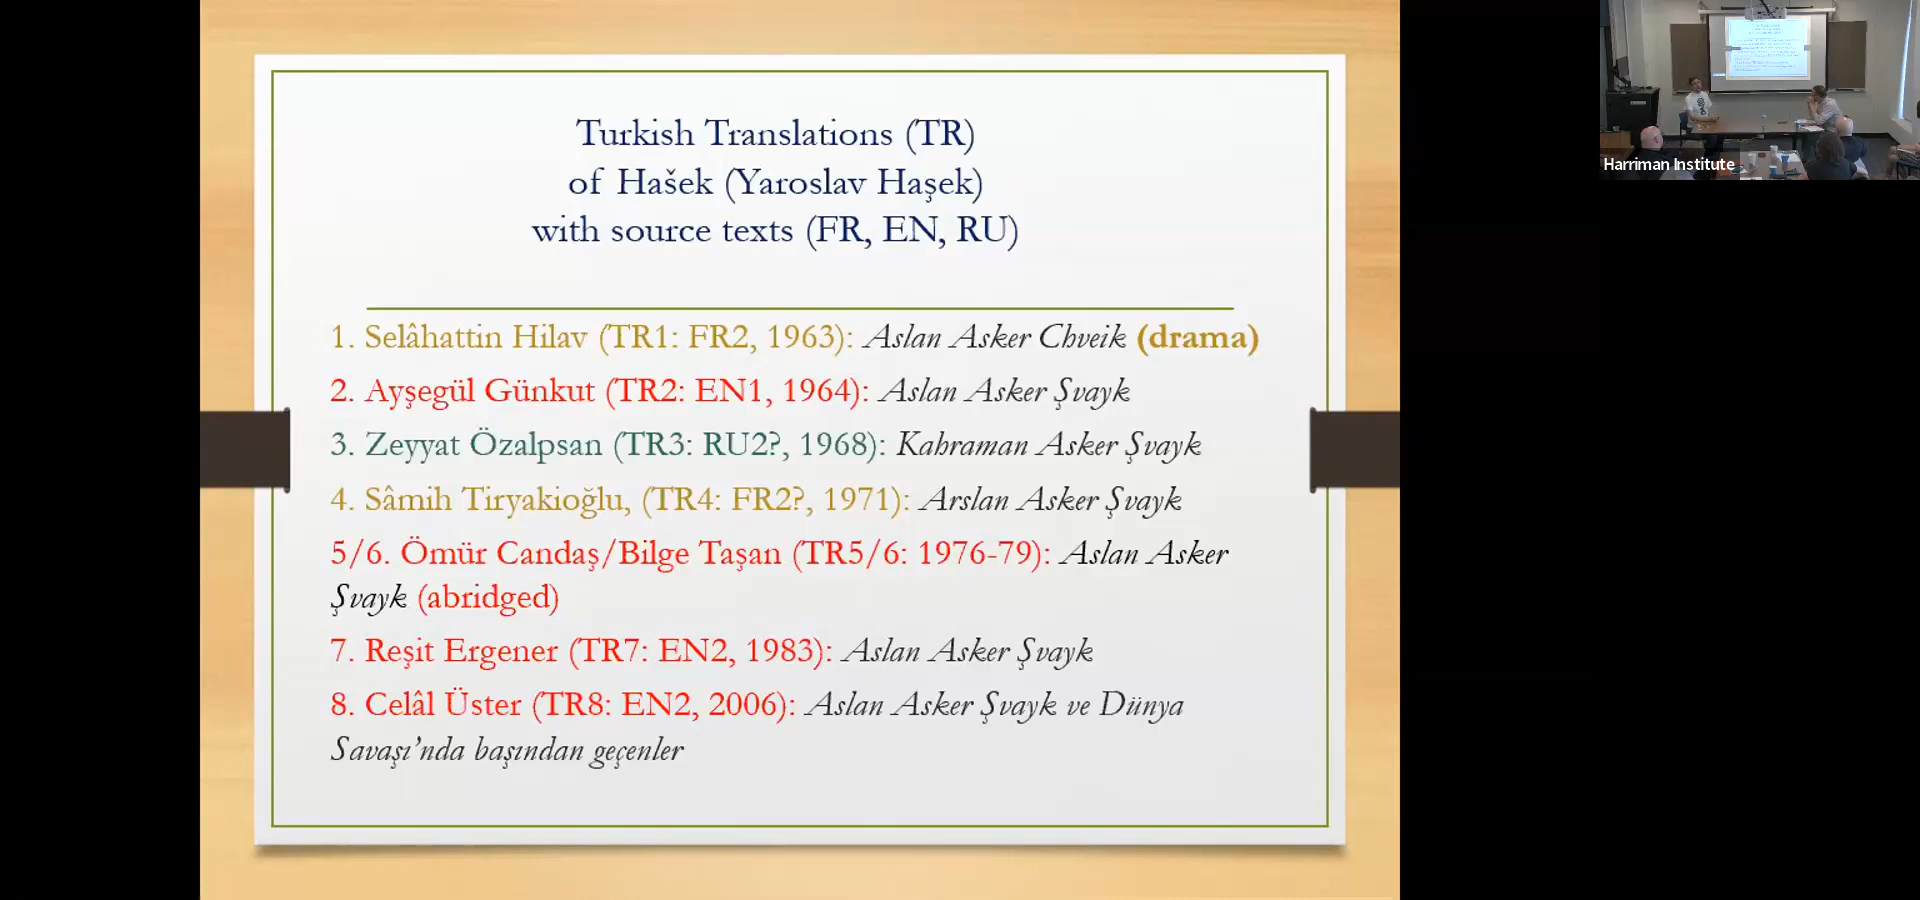 Turkish Translations (TR)
of Hašek (Yaroslav Haşek)
with source texts (FR, EN, RU)
1. Selâhattin Hilav (TR1: FR2, 1963): Aslan Asker Chveik (drama)
2. Ayşegül Günkut (TR2: EN1, 1964): Aslan Asker Şvayk
3. Zeyyat Özalpsan (TR3: RU2?, 1968): Kahraman Asker Şvayk
4. Sâmih Tiryakioğlu, (TR4: FR2?, 1971): Arslan Asker Şvayk
5/6. Ömür Candaş/Bilge Taşan (TR5/6: 1976-79): Aslan Asker
Şvayk (abridged)
7. Reşit Ergener (TR7: EN2, 1983): Aslan Asker Şvayk
8. Celâl Üster (TR8: EN2, 2006): Aslan Asker Şvayk ve Dünya
Savaşı’nda başından geçenler
Harriman Institute